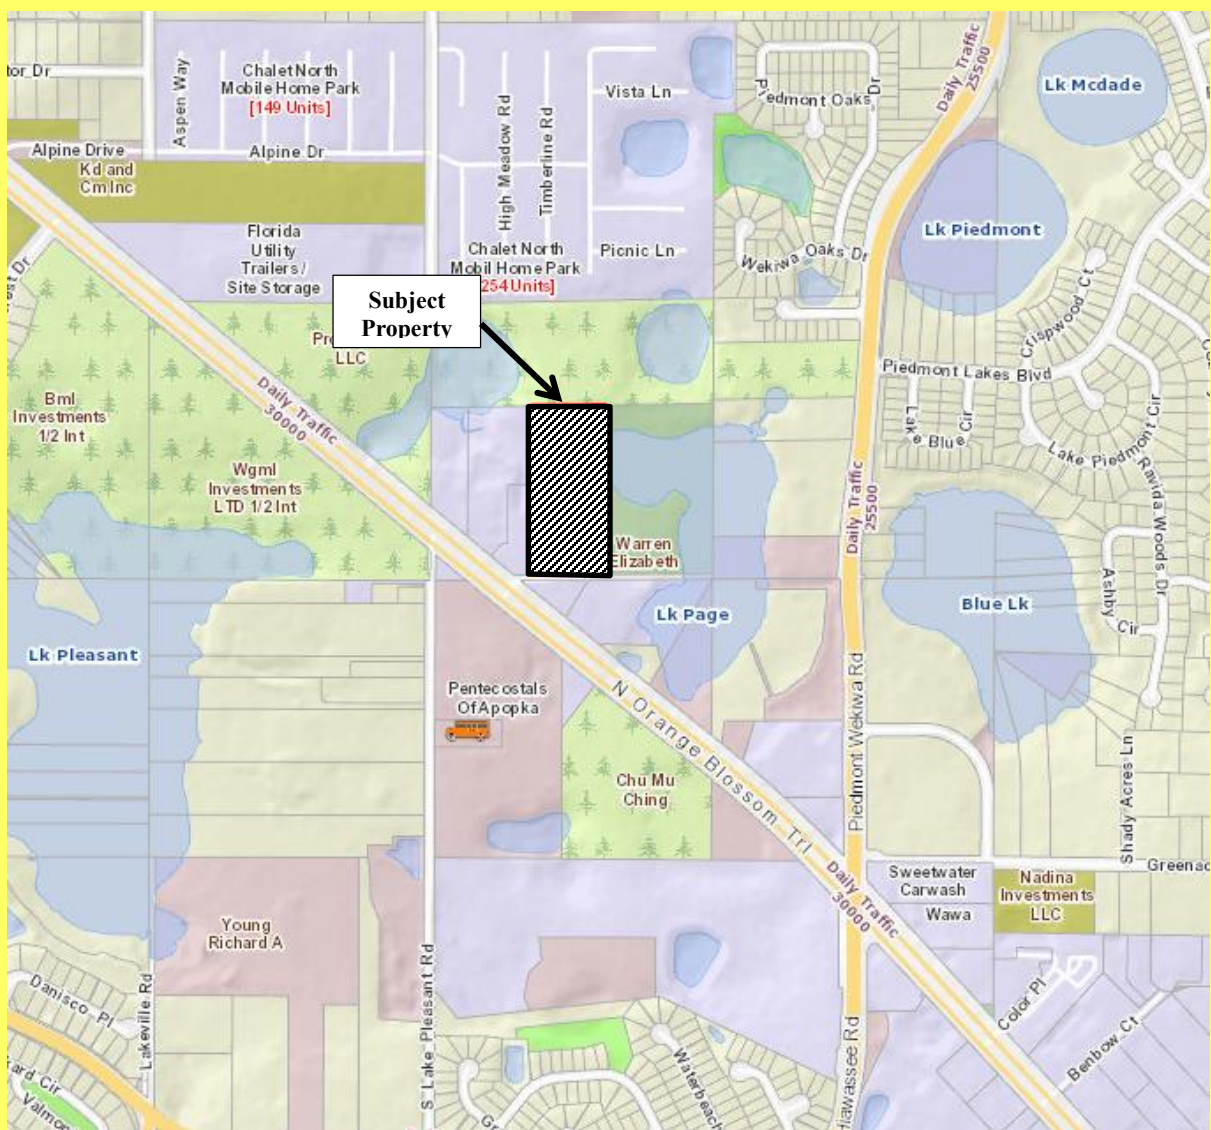 tor Dr
Aspen Way
Chalet North
Mobile Home Park
[149 Units]
Alpine Drive
Alpine Dr
Kd and
Cm Inc
Florida
Utility
Trailers/
Site Storage
High Meadow Rd
Timberline Rd
Vista Ln
Picnic Ln
Chalet North
Mobil Home Park
254 Units]
Piedmont Oaks Dr
Wekiwa Oaks Dr
Daily Traffic
25500
Lk Mcdade
Lk Piedmont
Crispwood Ct
Piedmont Lakes Blvd
Lake Blue Cir
Lake Piedmont Cir
Ravida Woods Dr
Ashby Cir
Subject
Property
LLC
Bml
Investments
1/2 Int
Daily Traffic
30000
Wgml
Investments
LTD 1/2 Int
Warren
Elizabeth
Daily Traffic
25500
Lk Page
Blue Lk
Lk Pleasant
Pentecostals
Of Apopka
N Orange Blossom Trl
Chu Mu
Ching
Piedmont Wekiwa Rd
Shady Acres Ln
Greenac
Daily Traffic
30000
Sweetwater
Carwash
Wawa
Nadina
Investments
LLC
Young
Richard A
Danisco Pl
Lakeville Rd
S Lake Pleasant Rd
Color Pl
Benbow Ct
Hiawassee Rd
Waterbeach
ard Cir
Valmo
Gr